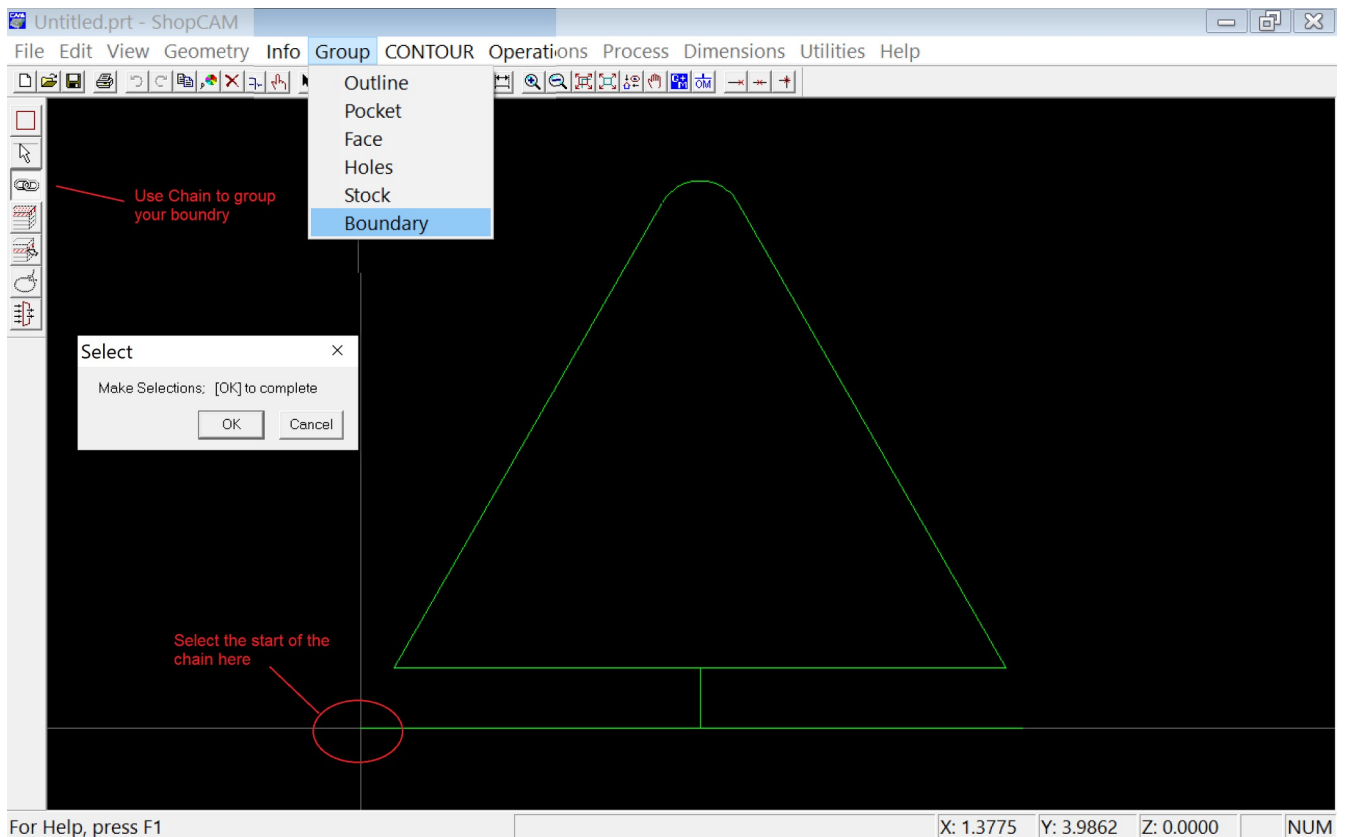 Untitled.prt - ShopCAM
File Edit View Geometry Info Group CONTOUR Operations Process Dimensions Utilities Help
Outline
Pocket
Face
Holes
Stock
Boundary
Use Chain to group
your boundry
Select
Make Selections; [OK] to complete
OK Cancel
Select the start of the
chain here
For Help, press F1
X: 1.3775 Y: 3.9862 Z: 0.0000 NUM